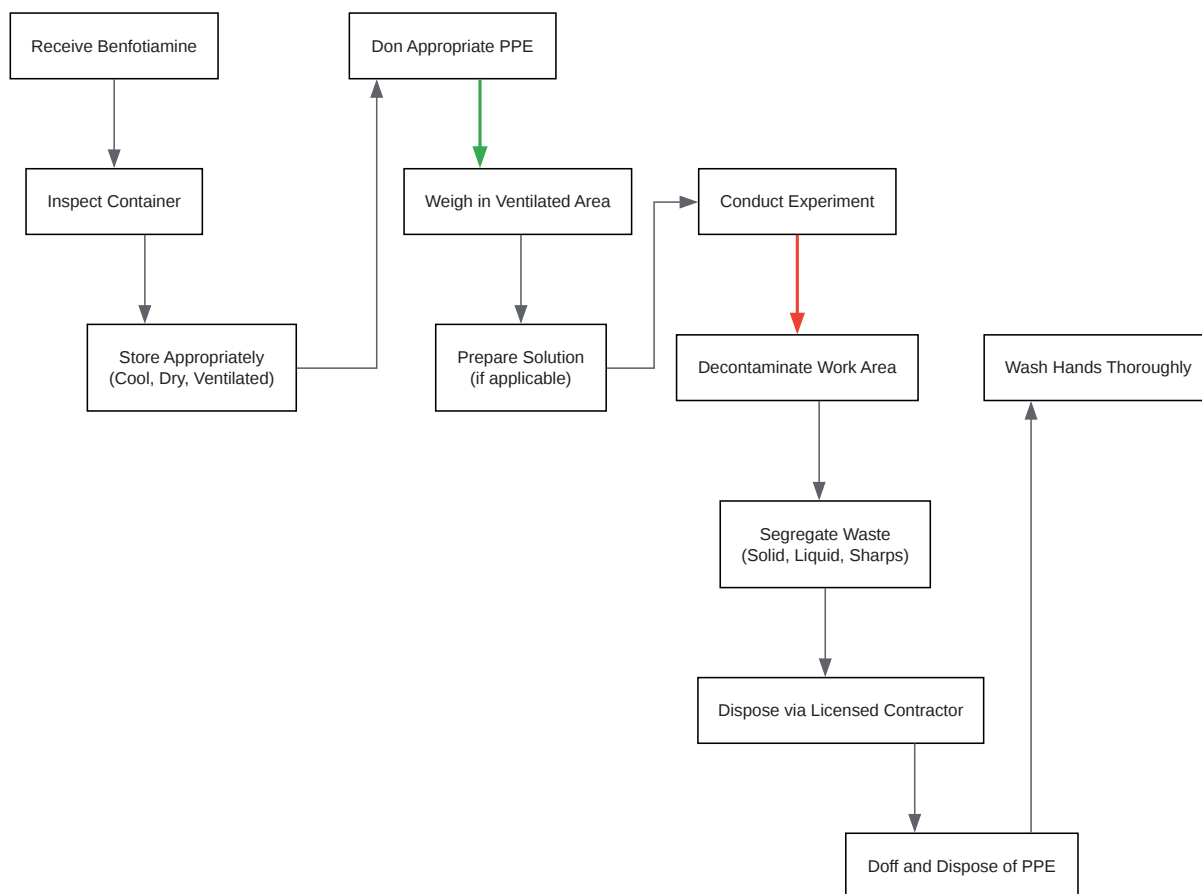 Receive Benfotiamine
Inspect Container
Store Appropriately
(Cool, Dry, Ventilated)
Don Appropriate PPE
Weigh in Ventilated Area
Prepare Solution
(if applicable)
Conduct Experiment
Decontaminate Work Area
Segregate Waste
(Solid, Liquid, Sharps)
Dispose via Licensed Contractor
Doff and Dispose of PPE
Wash Hands Thoroughly